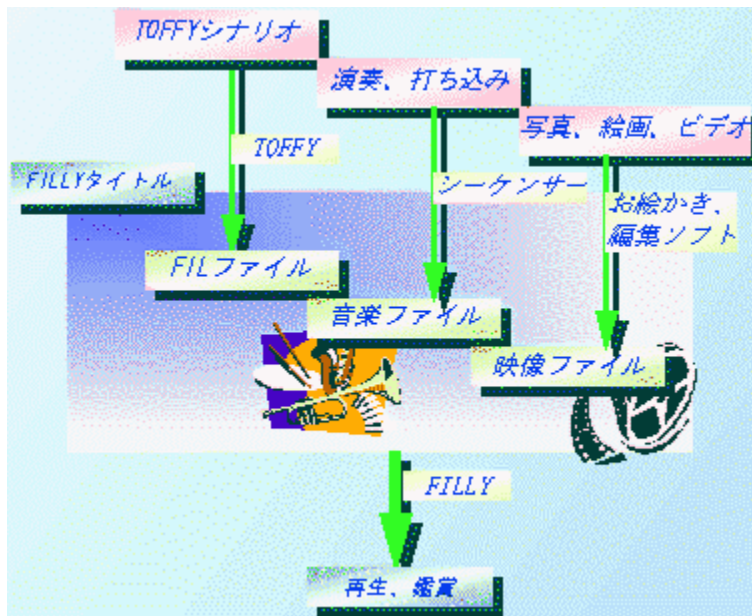 TOFFYシナリオ
演奏、打ち込み
写真、絵画、ビデオ
TOFFY
FILLYタイトル
シーケンサー
お絵かき、
編集ソフト
FILファイル
音楽ファイル
映像ファイル
FILLY
再生、鑑賞